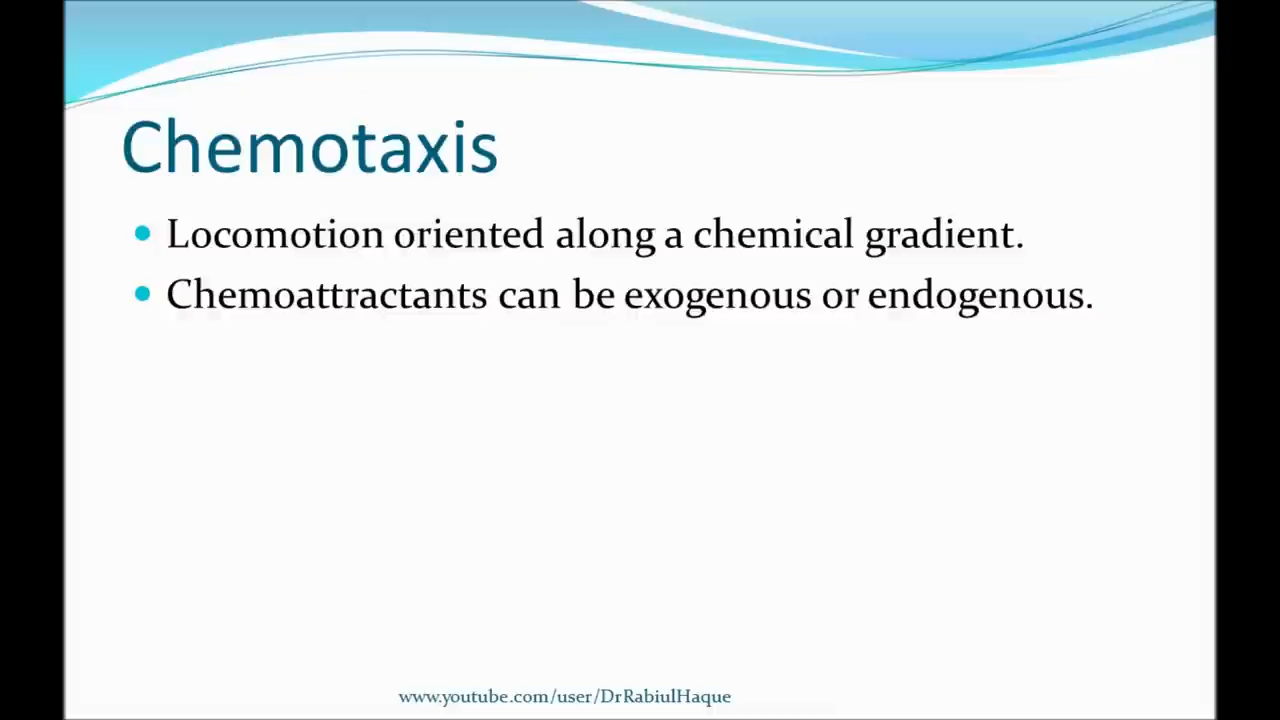 Chemotaxis
Locomotion oriented along a chemical gradient.
Chemoattractants can be exogenous or endogenous.
www.youtube.com/user/DrRabiulHaque